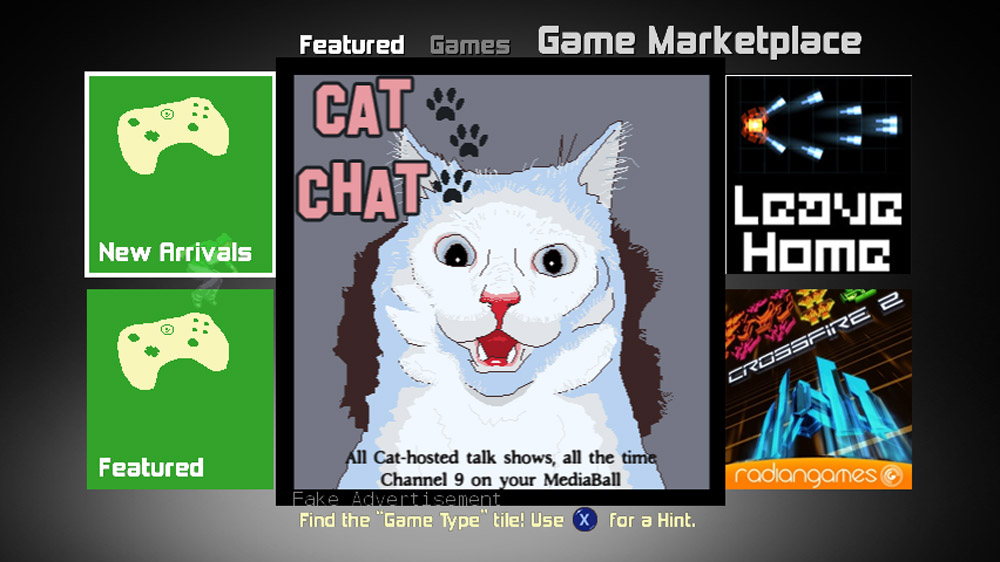 Featured Games Game Marketplace
New Arrivals
Featured
CAT
CHAT
All Cat-hosted talk shows, all the time
Channel 9 on your MediaBall
Fake Advertisement
Find the "Game Type" tile! Use X for a Hint.
Leave
Home
CROSSFIRE 2
radiangames